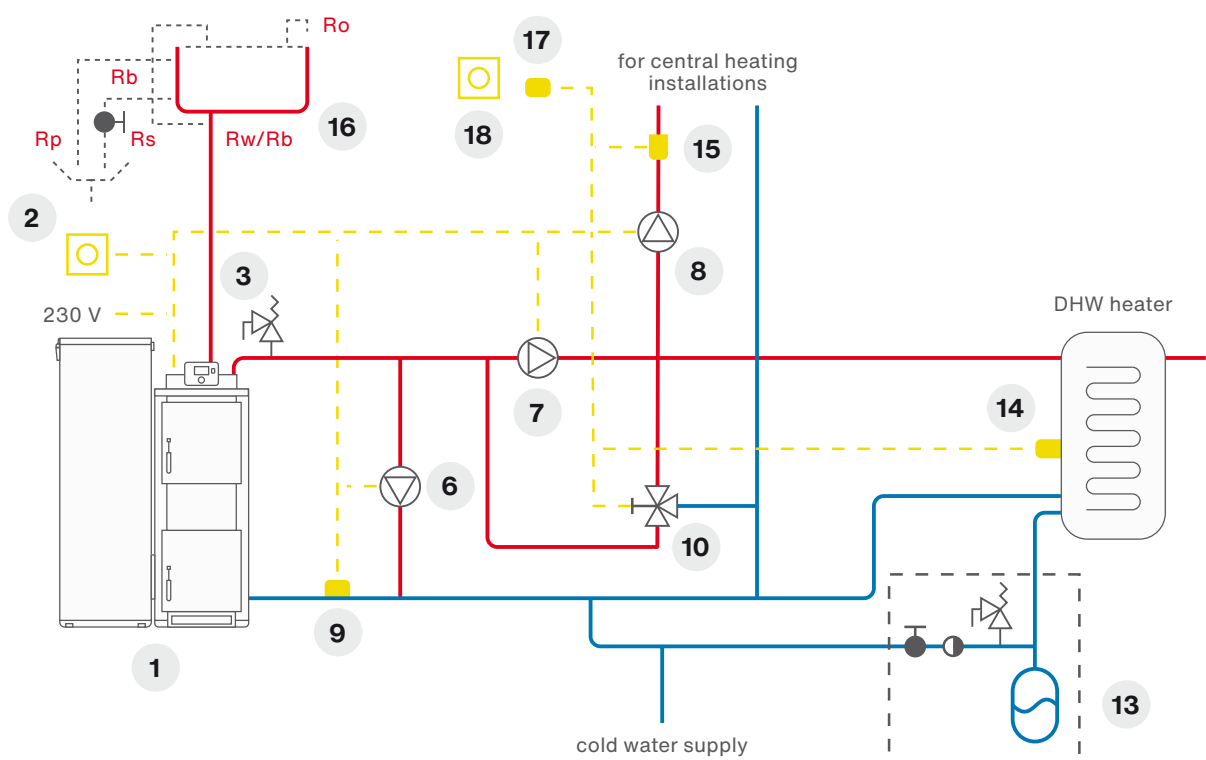 Ro
17
for central heating
installations
Rb
16
18
15
Rp
Rs
Rw/Rb
2
3
8
230 V
DHW heater
7
14
6
10
9
1
13
cold water supply